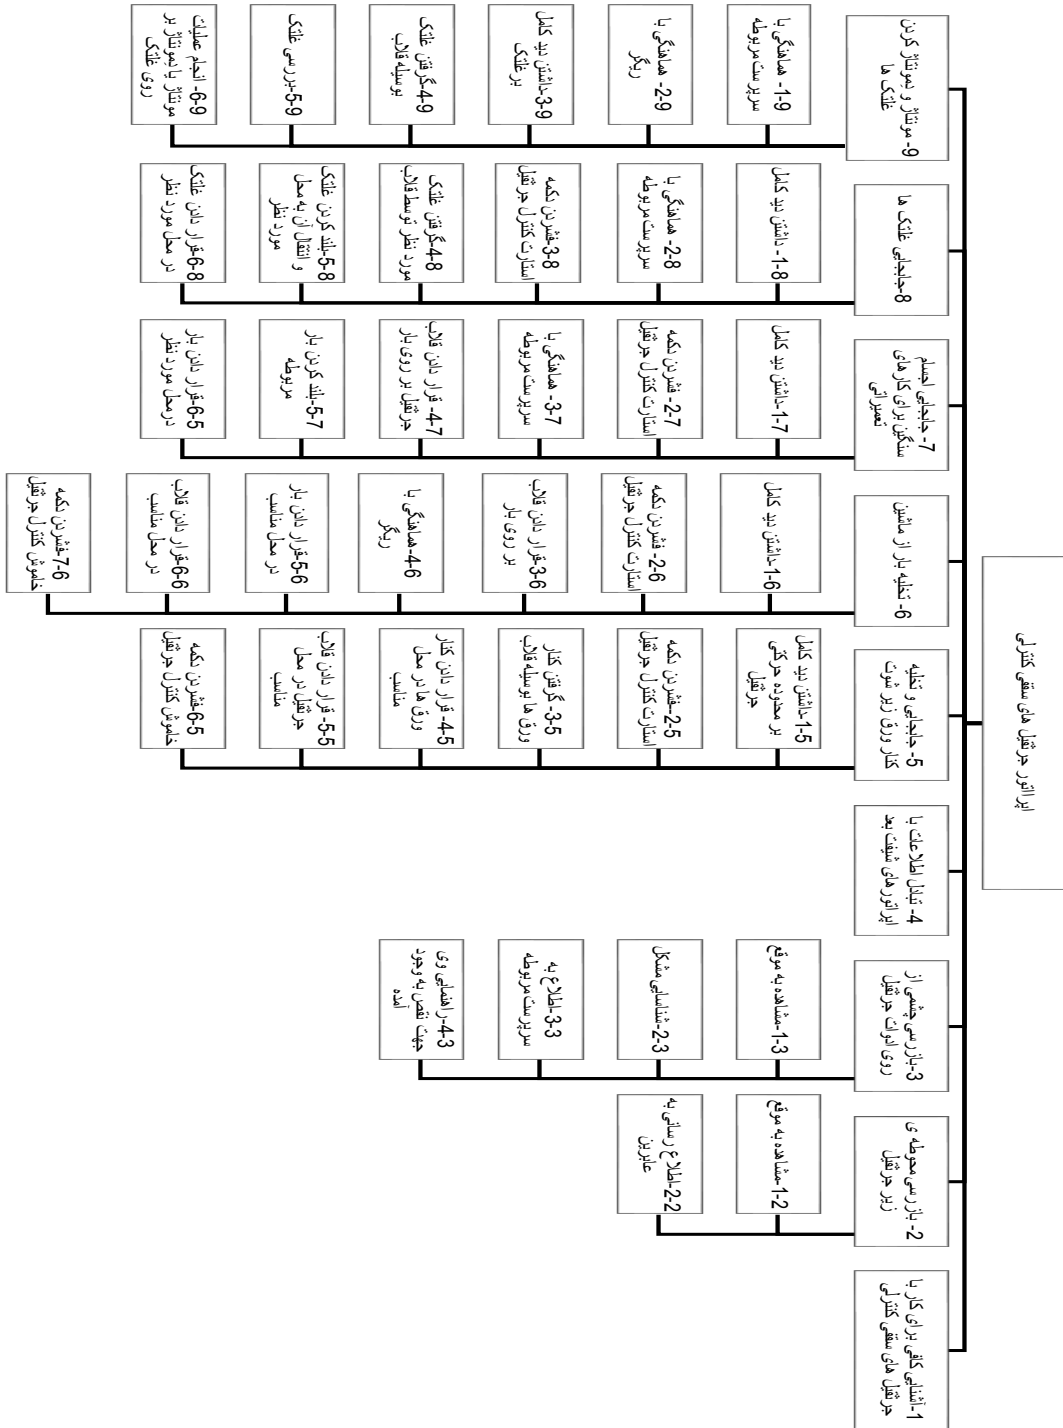 اپراتور جرثقیل های سقفی کنترلی
1-آشنایی کافی برای کار با
جرثقیل های سقفی کنترلی
2- بازرسی محوطه ی
زیر جرثقیل
1-2-مشاهده به موقع
2-2-اطلاع رسانی به
عابرین
3-بازرسی چشمی از
روی ادوات جرثقیل
1-3-مشاهده به موقع
2-3-شناسایی مشکل
3-3-اطلاع به
سرپرست مربوطه
4-3-راهنمایی وی
جهت نقص به وجود
آمده
4- تبادل اطلاعات با
اپراتورهای شیفت بعد
5- جابجایی و تخلیه
کنار ورق زیر شوت
1-5-داشتن دید کامل
بر محدوده حرکتی
جرثقیل
2-5-فشردن دکمه
استارت کنترل جرثقیل
3-5- گرفتن کنار
ورق ها بوسیله قلاب
4-5- قرار دادن کنار
ورق ها در محل
مناسب
5-5- قرار دادن قلاب
جرثقیل در محل
مناسب
6-5-فشردن دکمه
خاموش کنترل جرثقیل
6- تخلیه بار از ماشین
1-6-داشتن دید کامل
2-6- فشردن دکمه
استارت کنترل جرثقیل
3-6-قرار دادن قلاب
بر روی بار
4-6-هماهنگی با
ریگر
5-6-قرار دادن بار
در محل مناسب
6-6-قرار دادن قلاب
در محل مناسب
7-6-فشردن دکمه
خاموش کنترل جرثقیل
7- جابجایی اجسام
سنگین برای کارهای
تعمیراتی
1-7-داشتن دید کامل
2-7- فشردن دکمه
استارت کنترل جرثقیل
3-7- هماهنگی با
سرپرست مربوطه
4-7- قرار دادن قلاب
جرثقیل بر روی بار
5-7-بلند کردن بار
مربوطه
6-5-قرار دادن بار
درمحل مورد نظر
8-جابجایی غلتک ها
1-8- داشتن دید کامل
2-8- هماهنگی با
سرپرست مربوطه
3-8-فشردن دکمه
استارت کنترل جرثقیل
4-8-گرفتن غلتک
مورد نظر توسط قلاب
5-8-بلند کردن غلتک
و انتقال آن به محل
مورد نظر
6-8-قرار دادن غلتک
در محل مورد نظر
9- مونتاژ و دمونتاژ کردن
غلتک ها
1-9- هماهنگی با
سرپرست مربوطه
2-9- هماهنگی با
ریگر
3-9-داشتن دید کامل
بر غلتک
4-9-گرفتن غلتک
بوسیله قلاب
5-9-بررسی غلتک
6-9- انجام عملیات
مونتاژ یا دمونتاژ بر
روی غلتک